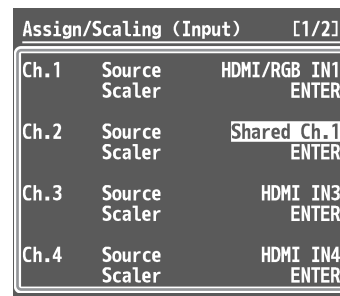 Assign/Scaling (Input) [1/2]
Ch.1 Source HDMI/RGB IN1
Scaler ENTER
Ch.2 Source Shared Ch.1
Scaler ENTER
Ch.3 Source HDMI IN3
Scaler ENTER
Ch.4 Source HDMI IN4
Scaler ENTER